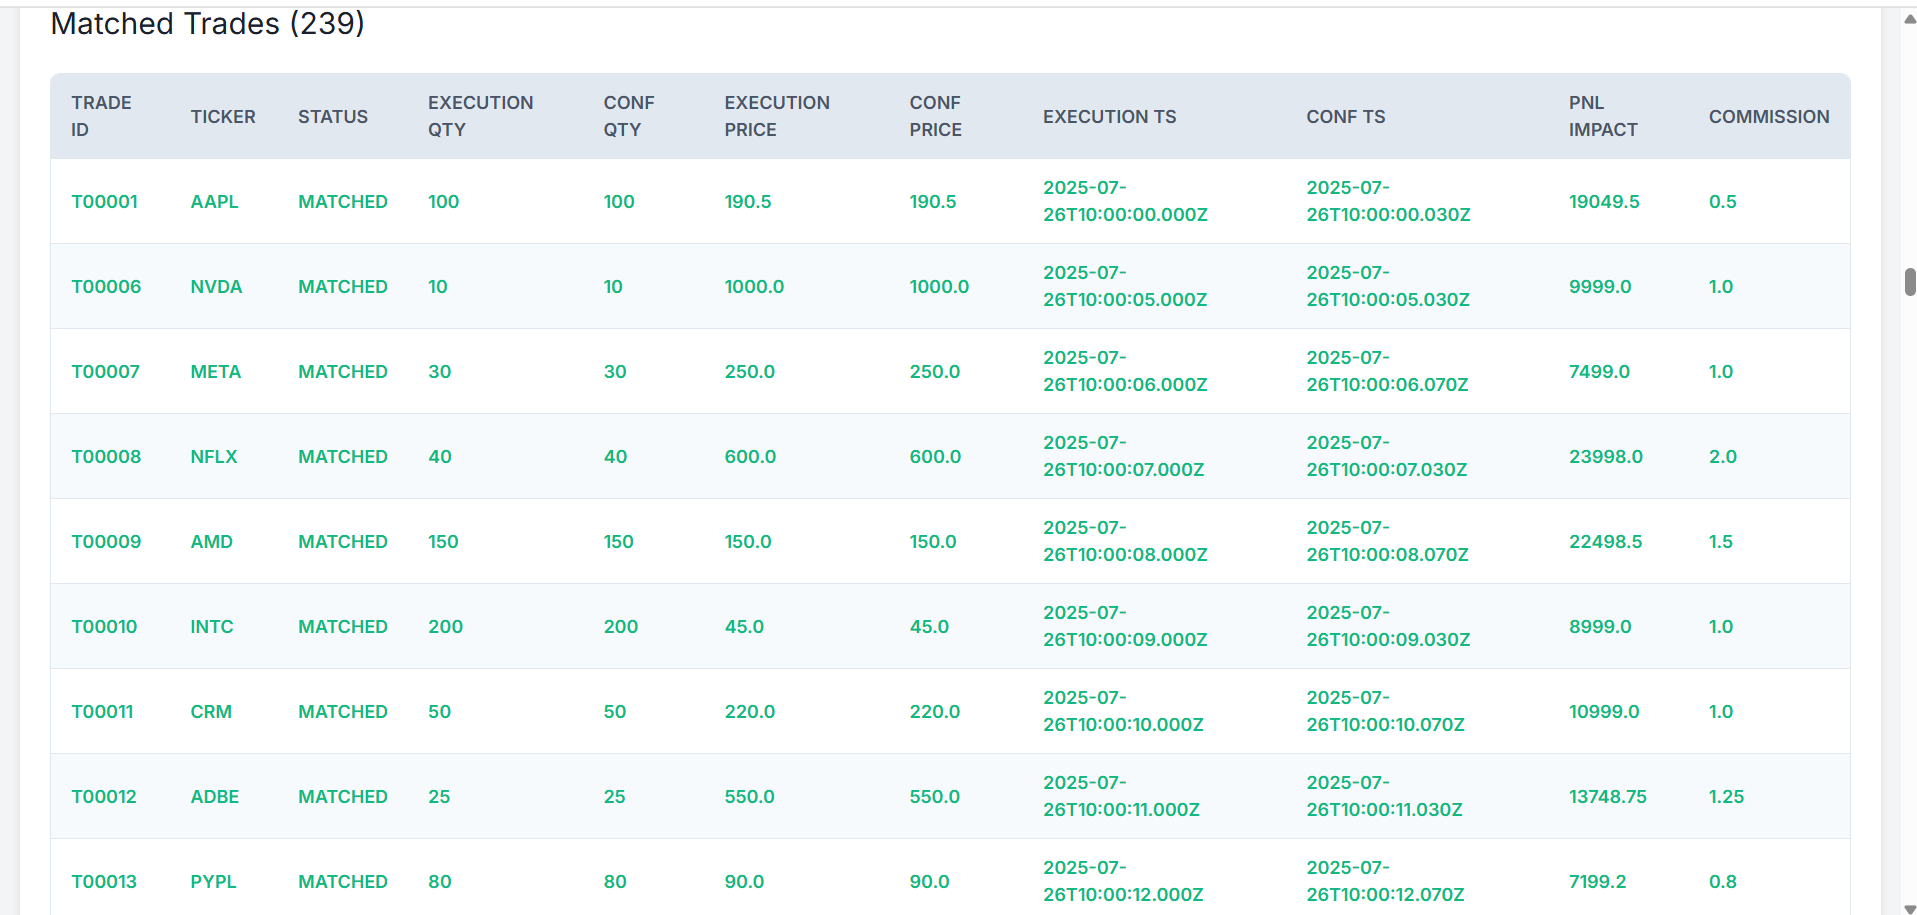 Matched Trades (239)
TRADE ID TICKER STATUS EXECUTION QTY CONF QTY EXECUTION PRICE CONF PRICE EXECUTION TS CONF TS PNL IMPACT COMMISSION
T00001 AAPL MATCHED 100 100 190.5 190.5 2025-07-26T10:00:00.000Z 2025-07-26T10:00:00.030Z 19049.5 0.5
T00006 NVDA MATCHED 10 10 1000.0 1000.0 2025-07-26T10:00:05.000Z 2025-07-26T10:00:05.030Z 9999.0 1.0
T00007 META MATCHED 30 30 250.0 250.0 2025-07-26T10:00:06.000Z 2025-07-26T10:00:06.070Z 7499.0 1.0
T00008 NFLX MATCHED 40 40 600.0 600.0 2025-07-26T10:00:07.000Z 2025-07-26T10:00:07.030Z 23998.0 2.0
T00009 AMD MATCHED 150 150 150.0 150.0 2025-07-26T10:00:08.000Z 2025-07-26T10:00:08.070Z 22498.5 1.5
T00010 INTC MATCHED 200 200 45.0 45.0 2025-07-26T10:00:09.000Z 2025-07-26T10:00:09.030Z 8999.0 1.0
T00011 CRM MATCHED 50 50 220.0 220.0 2025-07-26T10:00:10.000Z 2025-07-26T10:00:10.070Z 10999.0 1.0
T00012 ADBE MATCHED 25 25 550.0 550.0 2025-07-26T10:00:11.000Z 2025-07-26T10:00:11.030Z 13748.75 1.25
T00013 PYPL MATCHED 80 80 90.0 90.0 2025-07-26T10:00:12.000Z 2025-07-26T10:00:12.070Z 7199.2 0.8